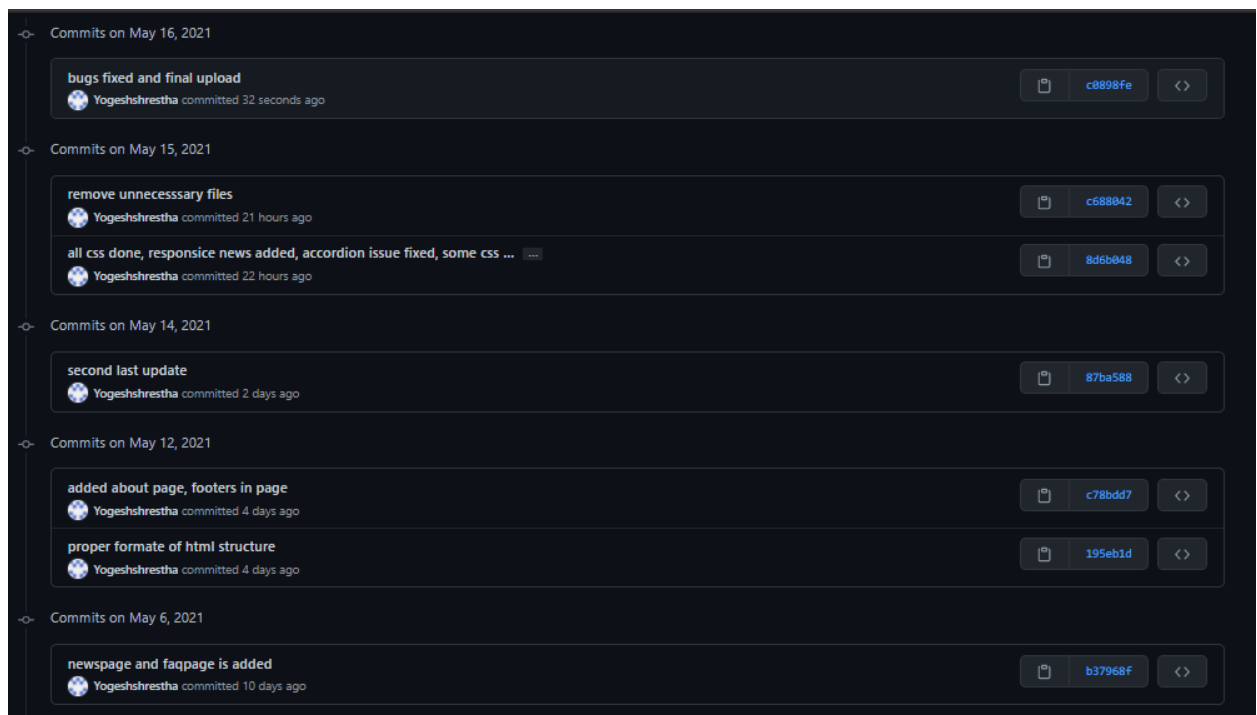 Commits on May 16, 2021
bugs fixed and final upload
c0898fe
Yogeshshrestha committed 32 seconds ago
Commits on May 15, 2021
remove unnecesssary files
c688042
Yogeshshrestha committed 21 hours ago
all css done, responsice news added, accordion issue fixed, some css ... ...
8d6b048
Yogeshshrestha committed 22 hours ago
Commits on May 14, 2021
second last update
87ba588
Yogeshshrestha committed 2 days ago
Commits on May 12, 2021
added about page, footers in page
c78bdd7
Yogeshshrestha committed 4 days ago
proper formate of html structure
195eb1d
Yogeshshrestha committed 4 days ago
Commits on May 6, 2021
newspage and faqpage is added
b37968f
Yogeshshrestha committed 10 days ago